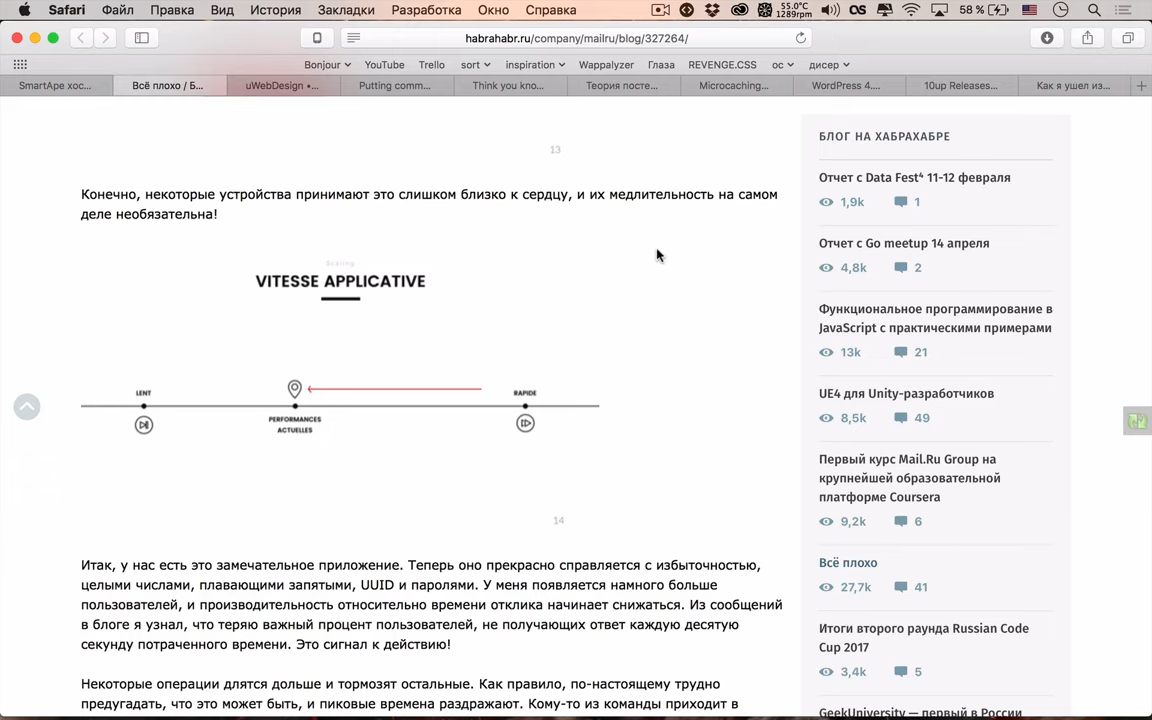 Safari Файл Правка Вид История Закладки Разработка Окно Справка 55.0°C 1289rpm 58 %
habrahabr.ru/company/mailru/blog/327264/
Bonjour YouTube Trello sort inspiration Wappalyzer Глаза REVENGE.CSS ос дисер
SmartApe хос... Всё плохо / Б... uWebDesign •... Putting comm... Think you kno... Теория посте... Microcaching... WordPress 4.... 10up Releases... Как я ушел из...
13
Конечно, некоторые устройства принимают это слишком близко к сердцу, и их медлительность на самом
деле необязательна!
Scaling
VITESSE APPLICATIVE
LENT
RAPIDE
PERFORMANCES
ACTUELLES
14
Итак, у нас есть это замечательное приложение. Теперь оно прекрасно справляется с избыточностью,
целыми числами, плавающими запятыми, UUID и паролями. У меня появляется намного больше
пользователей, и производительность относительно времени отклика начинает снижаться. Из сообщений
в блоге я узнал, что теряю важный процент пользователей, не получающих ответ каждую десятую
секунду потраченного времени. Это сигнал к действию!
Некоторые операции длятся дольше и тормозят остальные. Как правило, по-настоящему трудно
предугадать, что это может быть, и пиковые времена раздражают. Кому-то из команды приходит в
БЛОГ НА ХАБРАХАБРЕ
Отчет с Data Fest⁴ 11-12 февраля
1,9k 1
Отчет с Go meetup 14 апреля
4,8k 2
Функциональное программирование в
JavaScript с практическими примерами
13k 21
UE4 для Unity-разработчиков
8,5k 49
Первый курс Mail.Ru Group на
крупнейшей образовательной
платформе Coursera
9,2k 6
Всё плохо
27,7k 41
Итоги второго раунда Russian Code
Cup 2017
3,4k 5
GeekUniversity — первый в России